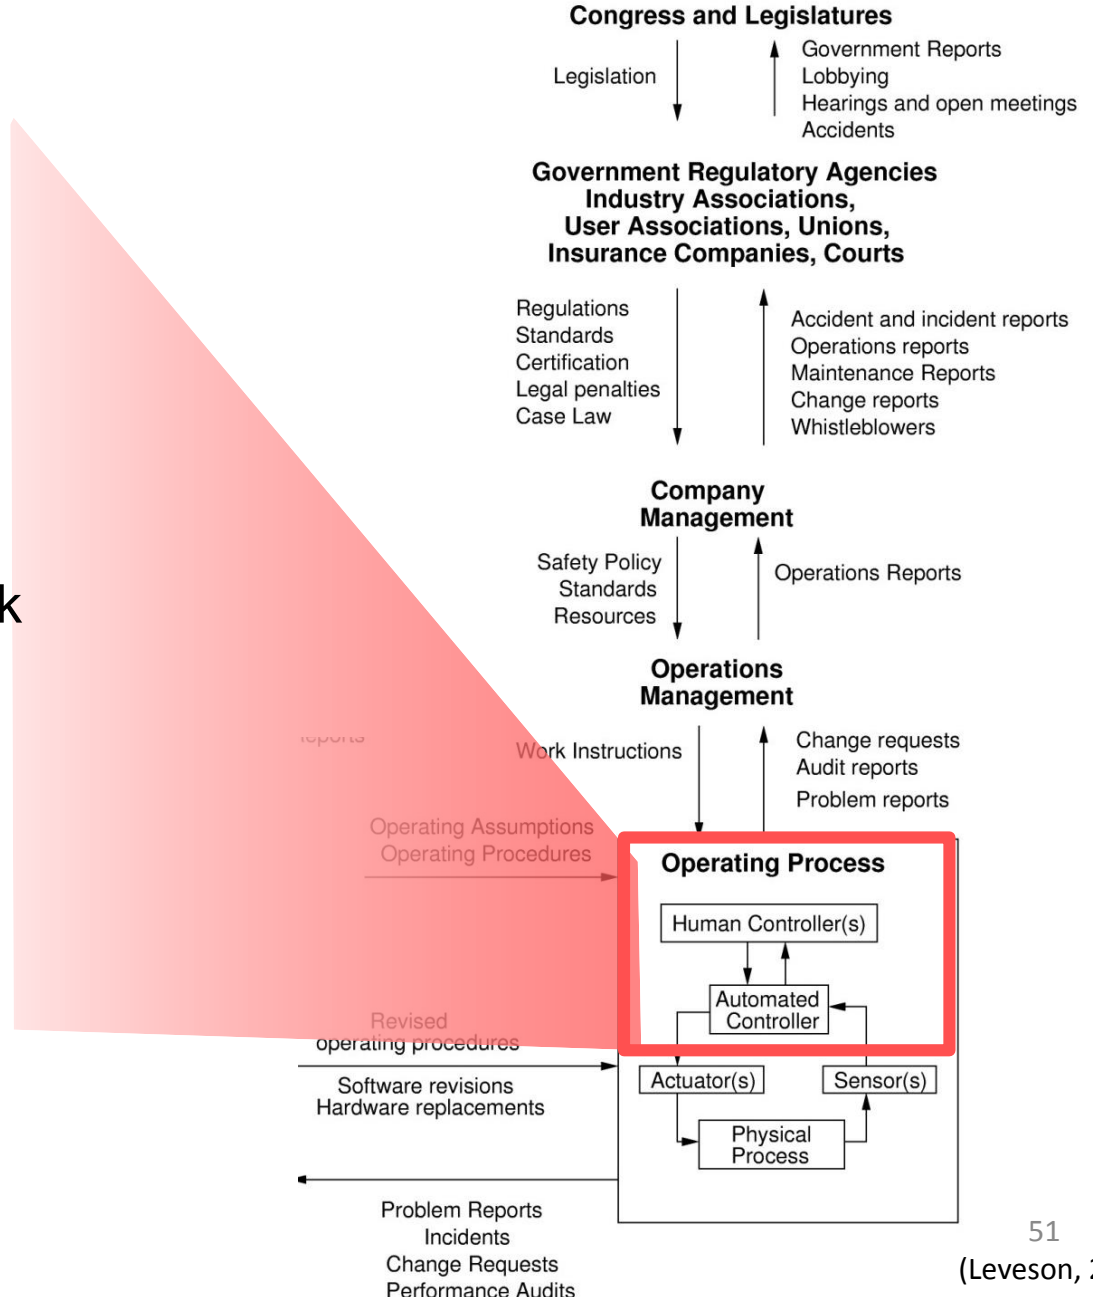 Congress and Legislatures
Legislation
Government Reports
Lobbying
Hearings and open meetings
Accidents
Government Regulatory Agencies
Industry Associations,
User Associations, Unions,
Insurance Companies, Courts
Regulations
Standards
Certification
Legal penalties
Case Law
Accident and incident reports
Operations reports
Maintenance Reports
Change reports
Whistleblowers
Company
Management
Safety Policy
Standards
Resources
Operations Reports
k
Operations
Management
Work Instructions
Change requests
Audit reports
Problem reports
Operating Assumptions
Operating Procedures
Operating Process
Human Controller(s)
Automated
Controller
Revised
operating procedures
Software revisions
Hardware replacements
Actuator(s)
Sensor(s)
Physical
Process
Problem Reports
Incidents
Change Requests
Performance Audits
51
(Leveson, 2